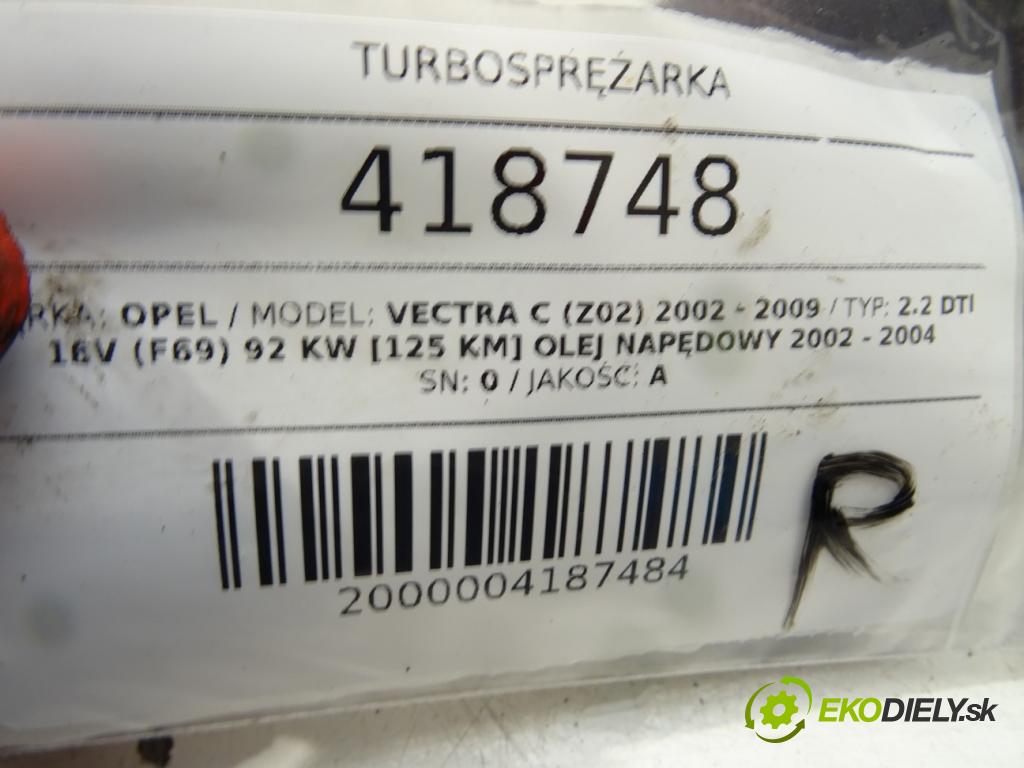 TURBOSPRĘŻARKA
418748
ARKA: OPEL / MODEL: VECTRA C (Z02) 2002 - 2009 / TYP: 2.2 DTI
16V (F69) 92 KW [125 KM] OLEJ NAPĘDOWY 2002 - 2004
SN: 0 / JAKOŚĆ: A
R
2000004187484
EKODIELY.sk